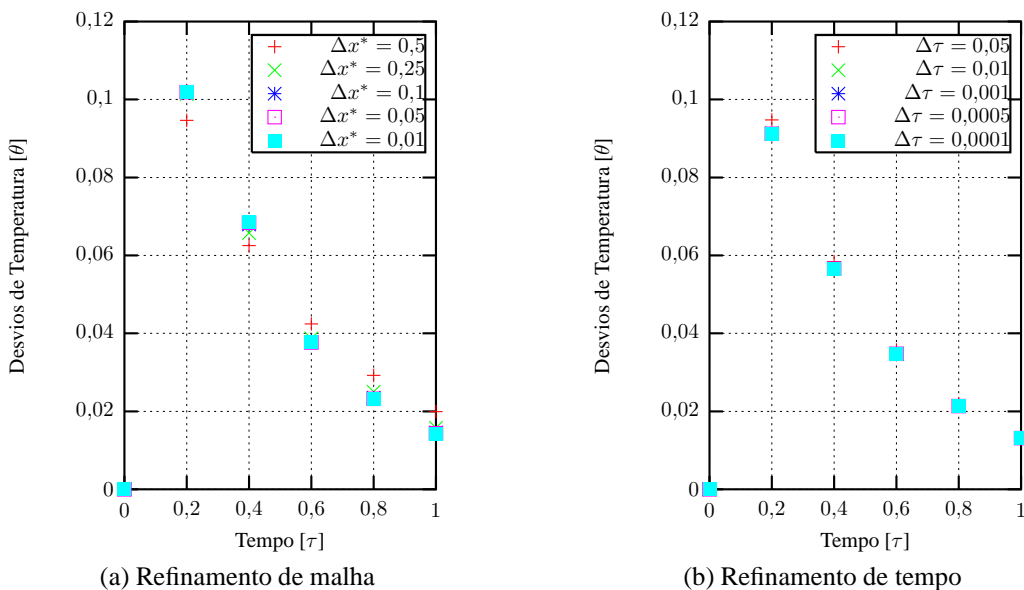 0,12
0,1
0,08
0,06
0,04
0,02
0
Desvios de Temperatura [θ]
Δx* = 0,5
Δx* = 0,25
Δx* = 0,1
Δx* = 0,05
Δx* = 0,01
0 0,2 0,4 0,6 0,8 1
Tempo [τ]
(a) Refinamento de malha
0,12
0,1
0,08
0,06
0,04
0,02
0
Desvios de Temperatura [θ]
Δτ = 0,05
Δτ = 0,01
Δτ = 0,001
Δτ = 0,0005
Δτ = 0,0001
0 0,2 0,4 0,6 0,8 1
Tempo [τ]
(b) Refinamento de tempo